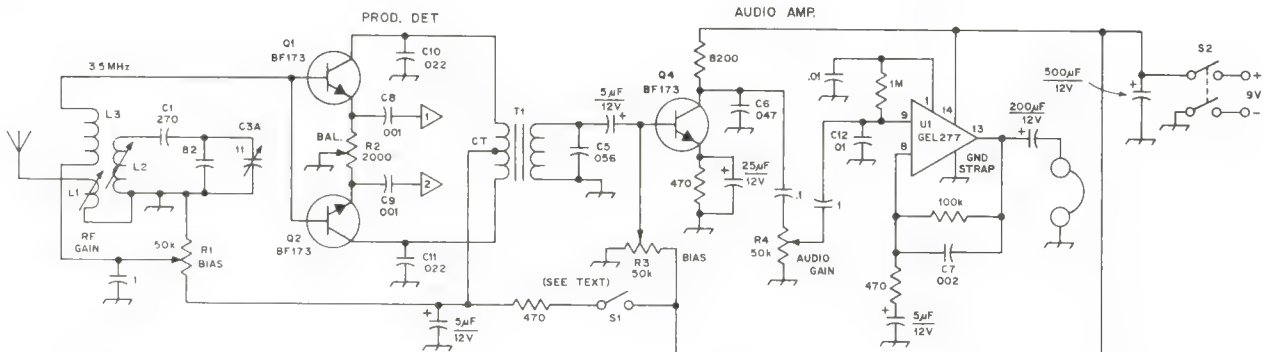 PROD. DET
AUDIO AMP.
3.5MHz
Q1
BF173
C10
022
L3
C1
270
C3A
82
11
L2
L1
RF
GAIN
50k
R1
BIAS
1
C8
001
1
BAL.
R2
2000
C9
001
2
Q2
BF173
C11
022
CT
T1
C5
056
5µF
12V
Q4
BF173
8200
C6
047
470
25µF
12V
R3
50k
BIAS
(SEE TEXT)
S1
470
5µF
12V
.1
R4
50k
AUDIO
GAIN
.01
1M
C12
01
1
9
8
1
14
13
U1
GEL277
GND
STRAP
100k
C7
002
470
5µF
12V
200µF
12V
500µF
12V
S2
+
9V
-